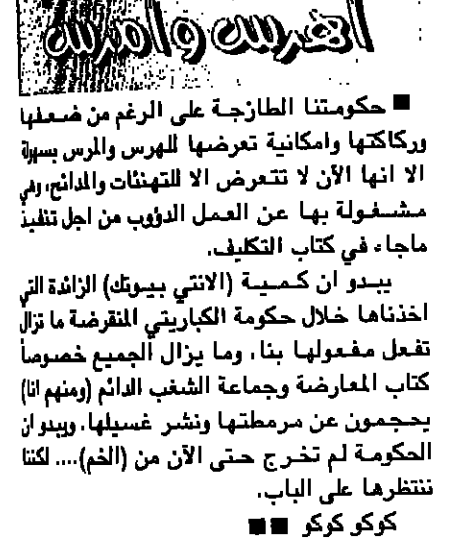 اهرس وامرس
■ حكومتنا الطازجة على الرغم من ضعفها
وركاكتها وامكانية تعرضها للهرس والمرس بسهولة
الا انها الآن لا تتعرض الا للتهنئات والمدائح، وهي
مشغولة بها عن العمل الدؤوب من اجل تنفيذ
ماجاء في كتاب التكليف.
يبدو ان كمية (الانتي بيوتك) الزائدة التي
اخذناها خلال حكومة الكباريتي المنقرضة ما تزال
تفعل مفعولها بنا، وما يزال الجميع خصوصاً
كتاب المعارضة وجماعة الشغب الدائم (ومنهم انا)
يحجمون عن مرمطتها ونشر غسيلها. ويبدو ان
الحكومة لم تخرج حتى الآن من (الخم).... لكننا
ننتظرها على الباب.
كوكو كوكو ■■